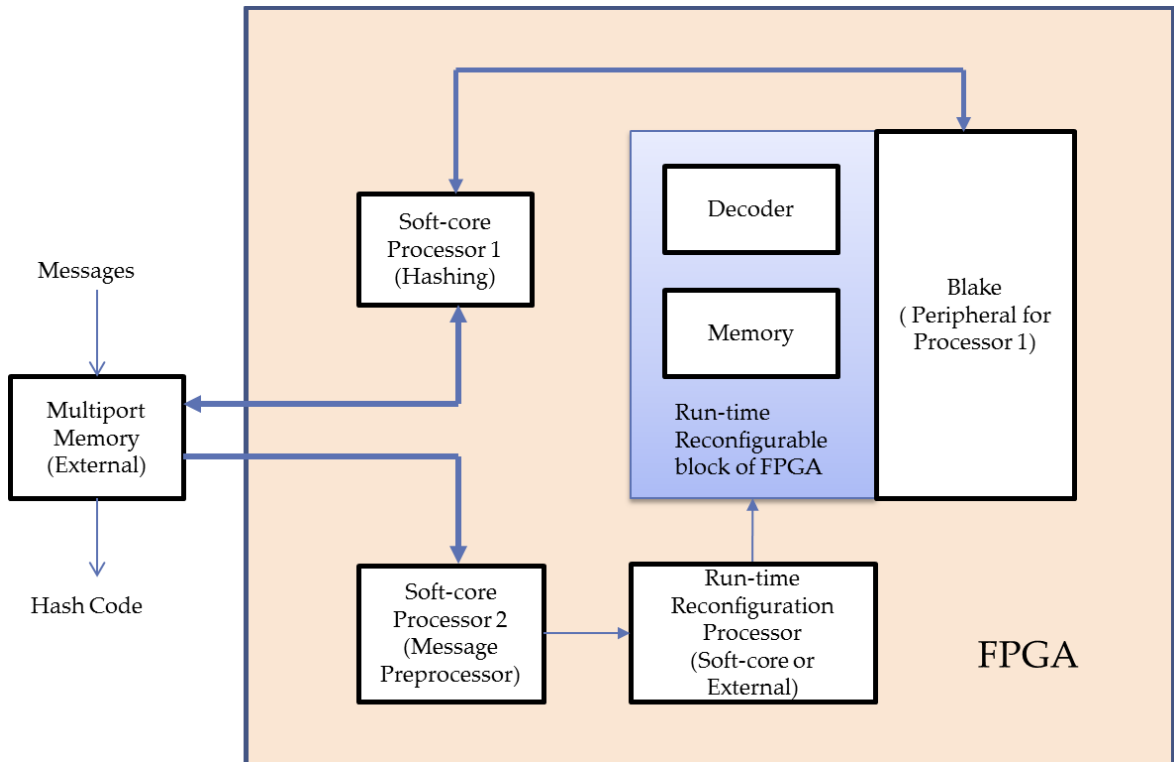 Messages
Multiport
Memory
(External)
Hash Code
Soft-core
Processor 1
(Hashing)
Decoder
Memory
Run-time
Reconfigurable
block of FPGA
Blake
( Peripheral for
Processor 1)
Soft-core
Processor 2
(Message
Preprocessor)
Run-time
Reconfiguration
Processor
(Soft-core or
External)
FPGA